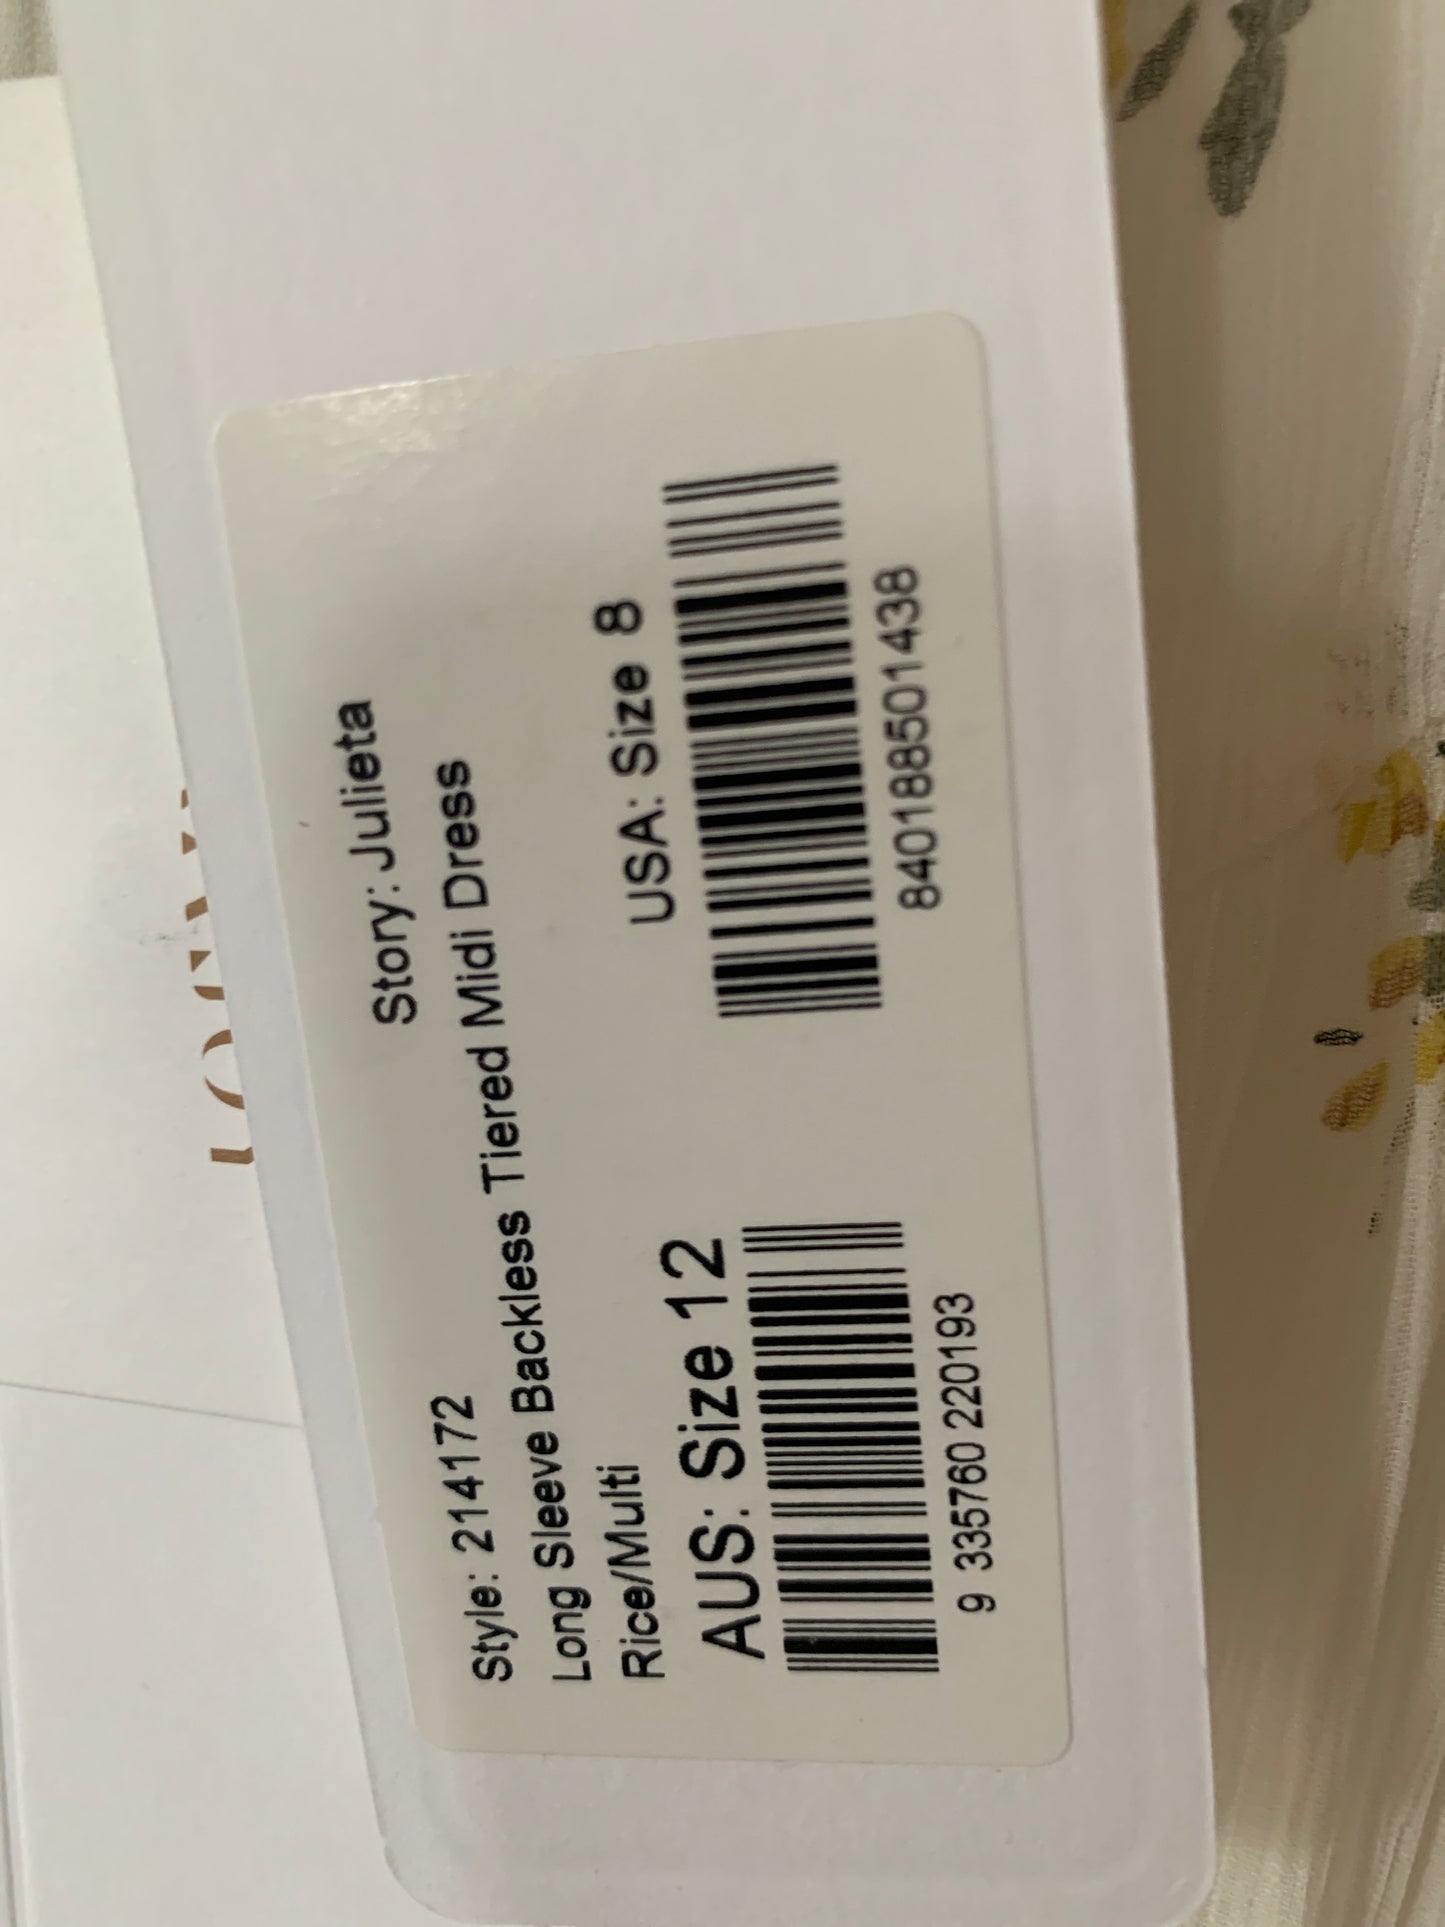 Style: 214172 Story: Julieta
Long Sleeve Backless Tiered Midi Dress
Rice/Multi
AUS: Size 12 USA: Size 8
9 335760 220193 840188501438